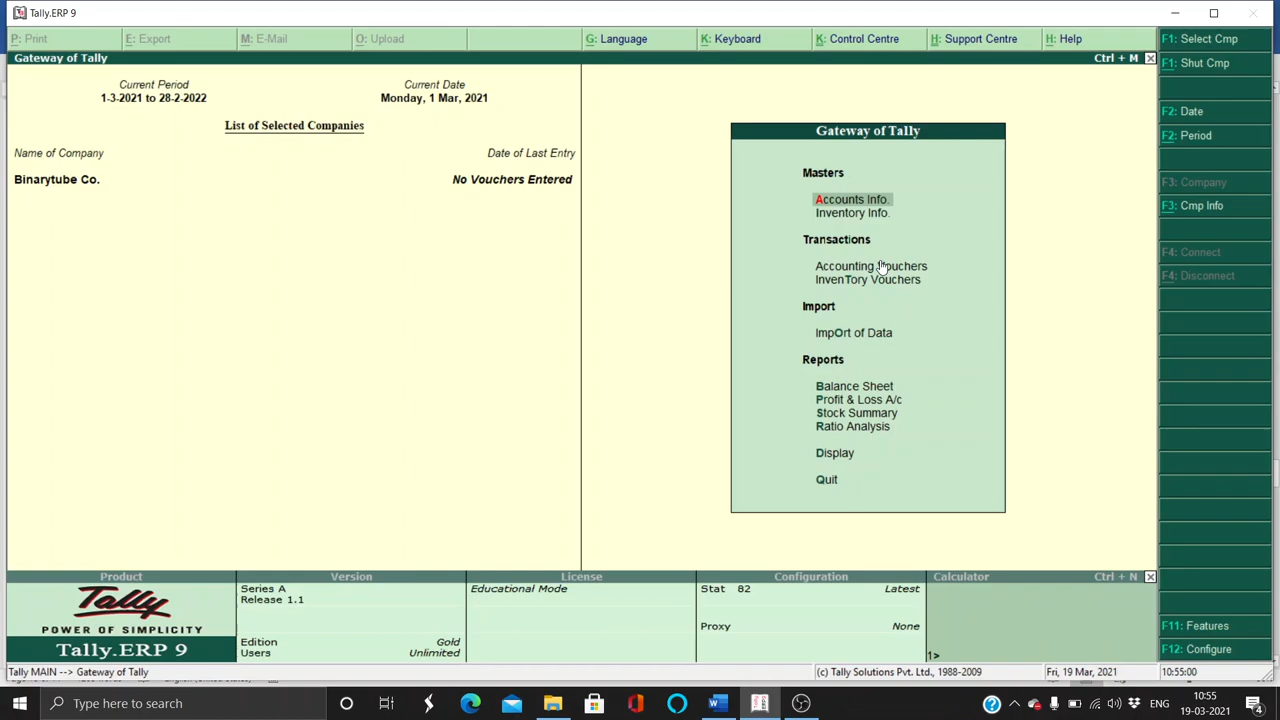 Tally.ERP 9
P: Print
E: Export
M: E-Mail
O: Upload
G: Language
K: Keyboard
K: Control Centre
H: Support Centre
H: Help
F1: Select Cmp
F1: Shut Cmp
F2: Date
F2: Period
F3: Company
F3: Cmp Info
F4: Connect
F4: Disconnect
F11: Features
F12: Configure
Gateway of Tally
Ctrl + M
Current Period
1-3-2021 to 28-2-2022
Current Date
Monday, 1 Mar, 2021
List of Selected Companies
Name of Company
Date of Last Entry
Binarytube Co.
No Vouchers Entered
Gateway of Tally
Masters
Accounts Info.
Inventory Info.
Transactions
Accounting Vouchers
InvenTory Vouchers
Import
ImpOrt of Data
Reports
Balance Sheet
Profit & Loss A/c
Stock Summary
Ratio Analysis
Display
Quit
Product
Tally
POWER OF SIMPLICITY
Tally.ERP 9
Version
Series A
Release 1.1
Edition Gold
Users Unlimited
License
Educational Mode
Configuration
Stat 82 Latest
Proxy None
Calculator
Ctrl + N
1>
Tally MAIN --> Gateway of Tally
(c) Tally Solutions Pvt. Ltd., 1988-2009
Fri, 19 Mar, 2021
10:55:00
Type here to search
ENG
10:55
19-03-2021